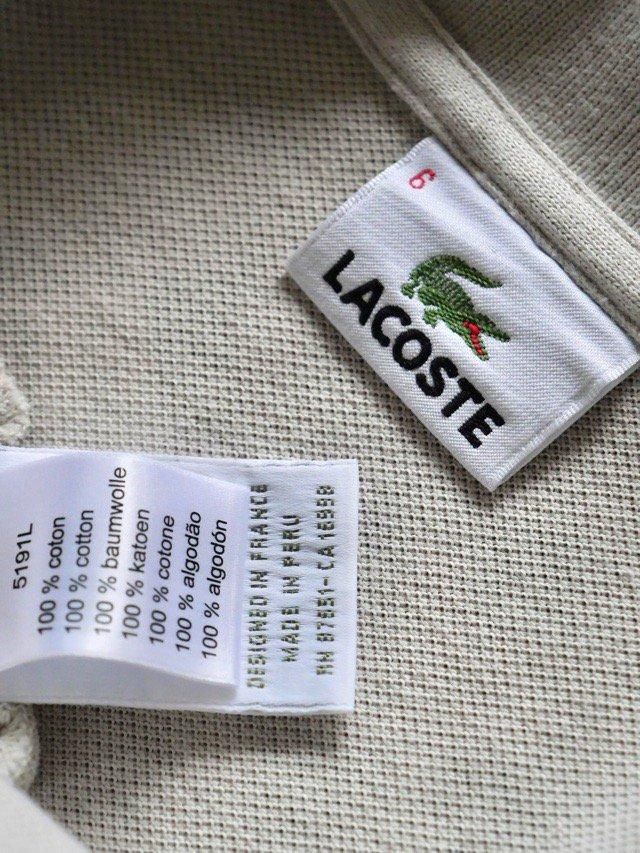 6
LACOSTE
5191L
100 % coton
100 % cotton
100 % baumwolle
100 % katoen
100 % cotone
100 % algodão
100 % algodón
DESIGNED IN FRANCE
MADE IN PERU
RN 87651- CA 16998